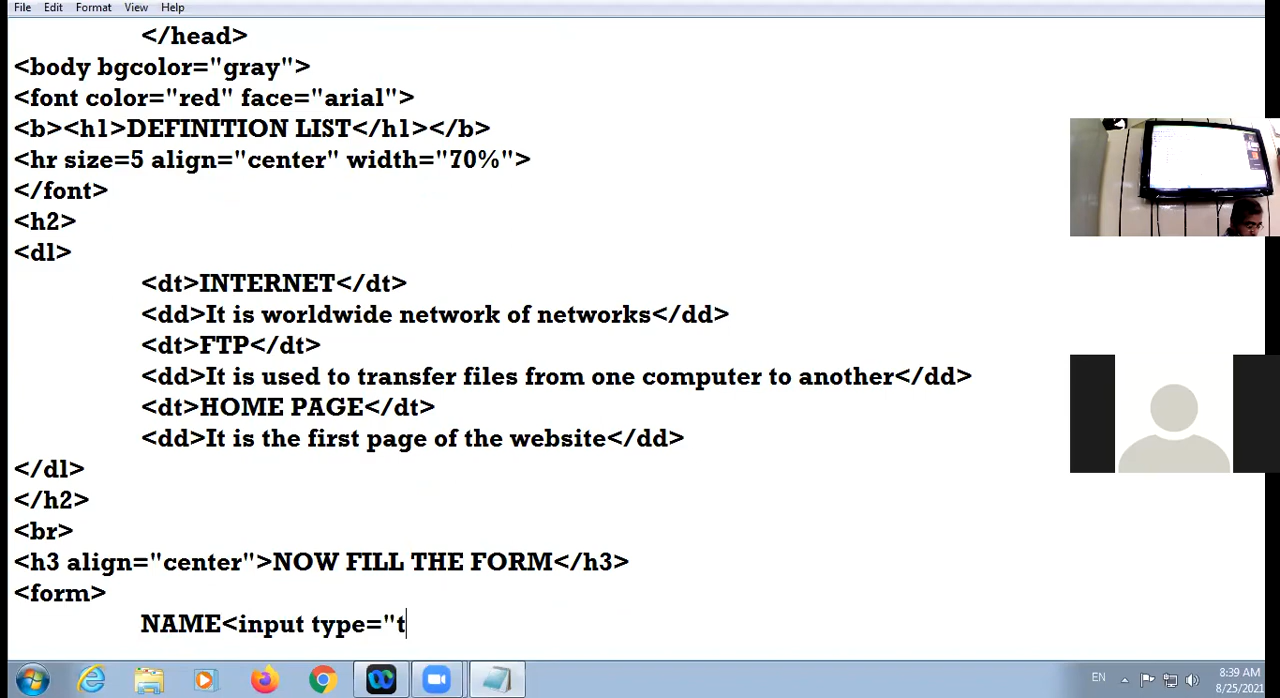 File Edit Format View Help
</head>
<body bgcolor="gray">
<font color="red" face="arial">
<b><h1>DEFINITION LIST</h1></b>
<hr size=5 align="center" width="70%">
</font>
<h2>
<dl>
<dt>INTERNET</dt>
<dd>It is worldwide network of networks</dd>
<dt>FTP</dt>
<dd>It is used to transfer files from one computer to another</dd>
<dt>HOME PAGE</dt>
<dd>It is the first page of the website</dd>
</dl>
</h2>
<br>
<h3 align="center">NOW FILL THE FORM</h3>
<form>
NAME<input type="t
EN
8:39 AM
8/25/2021